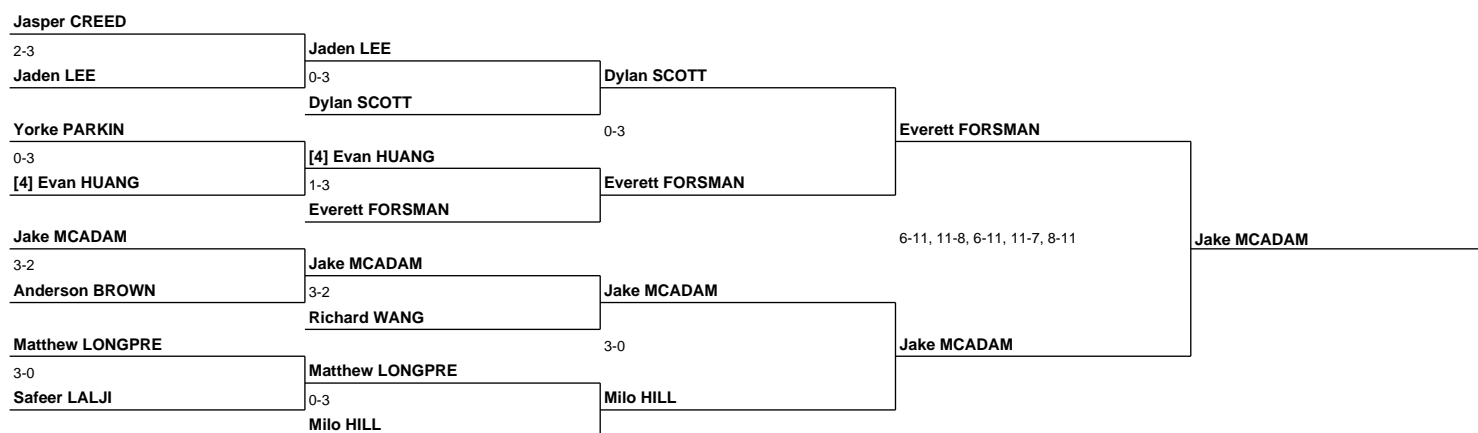 Jasper CREED
2-3
Jaden LEE
Jaden LEE
0-3
Dylan SCOTT
Dylan SCOTT
Yorke PARKIN
0-3
[4] Evan HUANG
[4] Evan HUANG
1-3
Everett FORSMAN
0-3
Everett FORSMAN
Everett FORSMAN
Jake MCADAM
3-2
Anderson BROWN
Jake MCADAM
3-2
Richard WANG
Jake MCADAM
6-11, 11-8, 6-11, 11-7, 8-11
Jake MCADAM
Matthew LONGPRE
3-0
Safeer LALJI
Matthew LONGPRE
0-3
Milo HILL
3-0
Milo HILL
Jake MCADAM